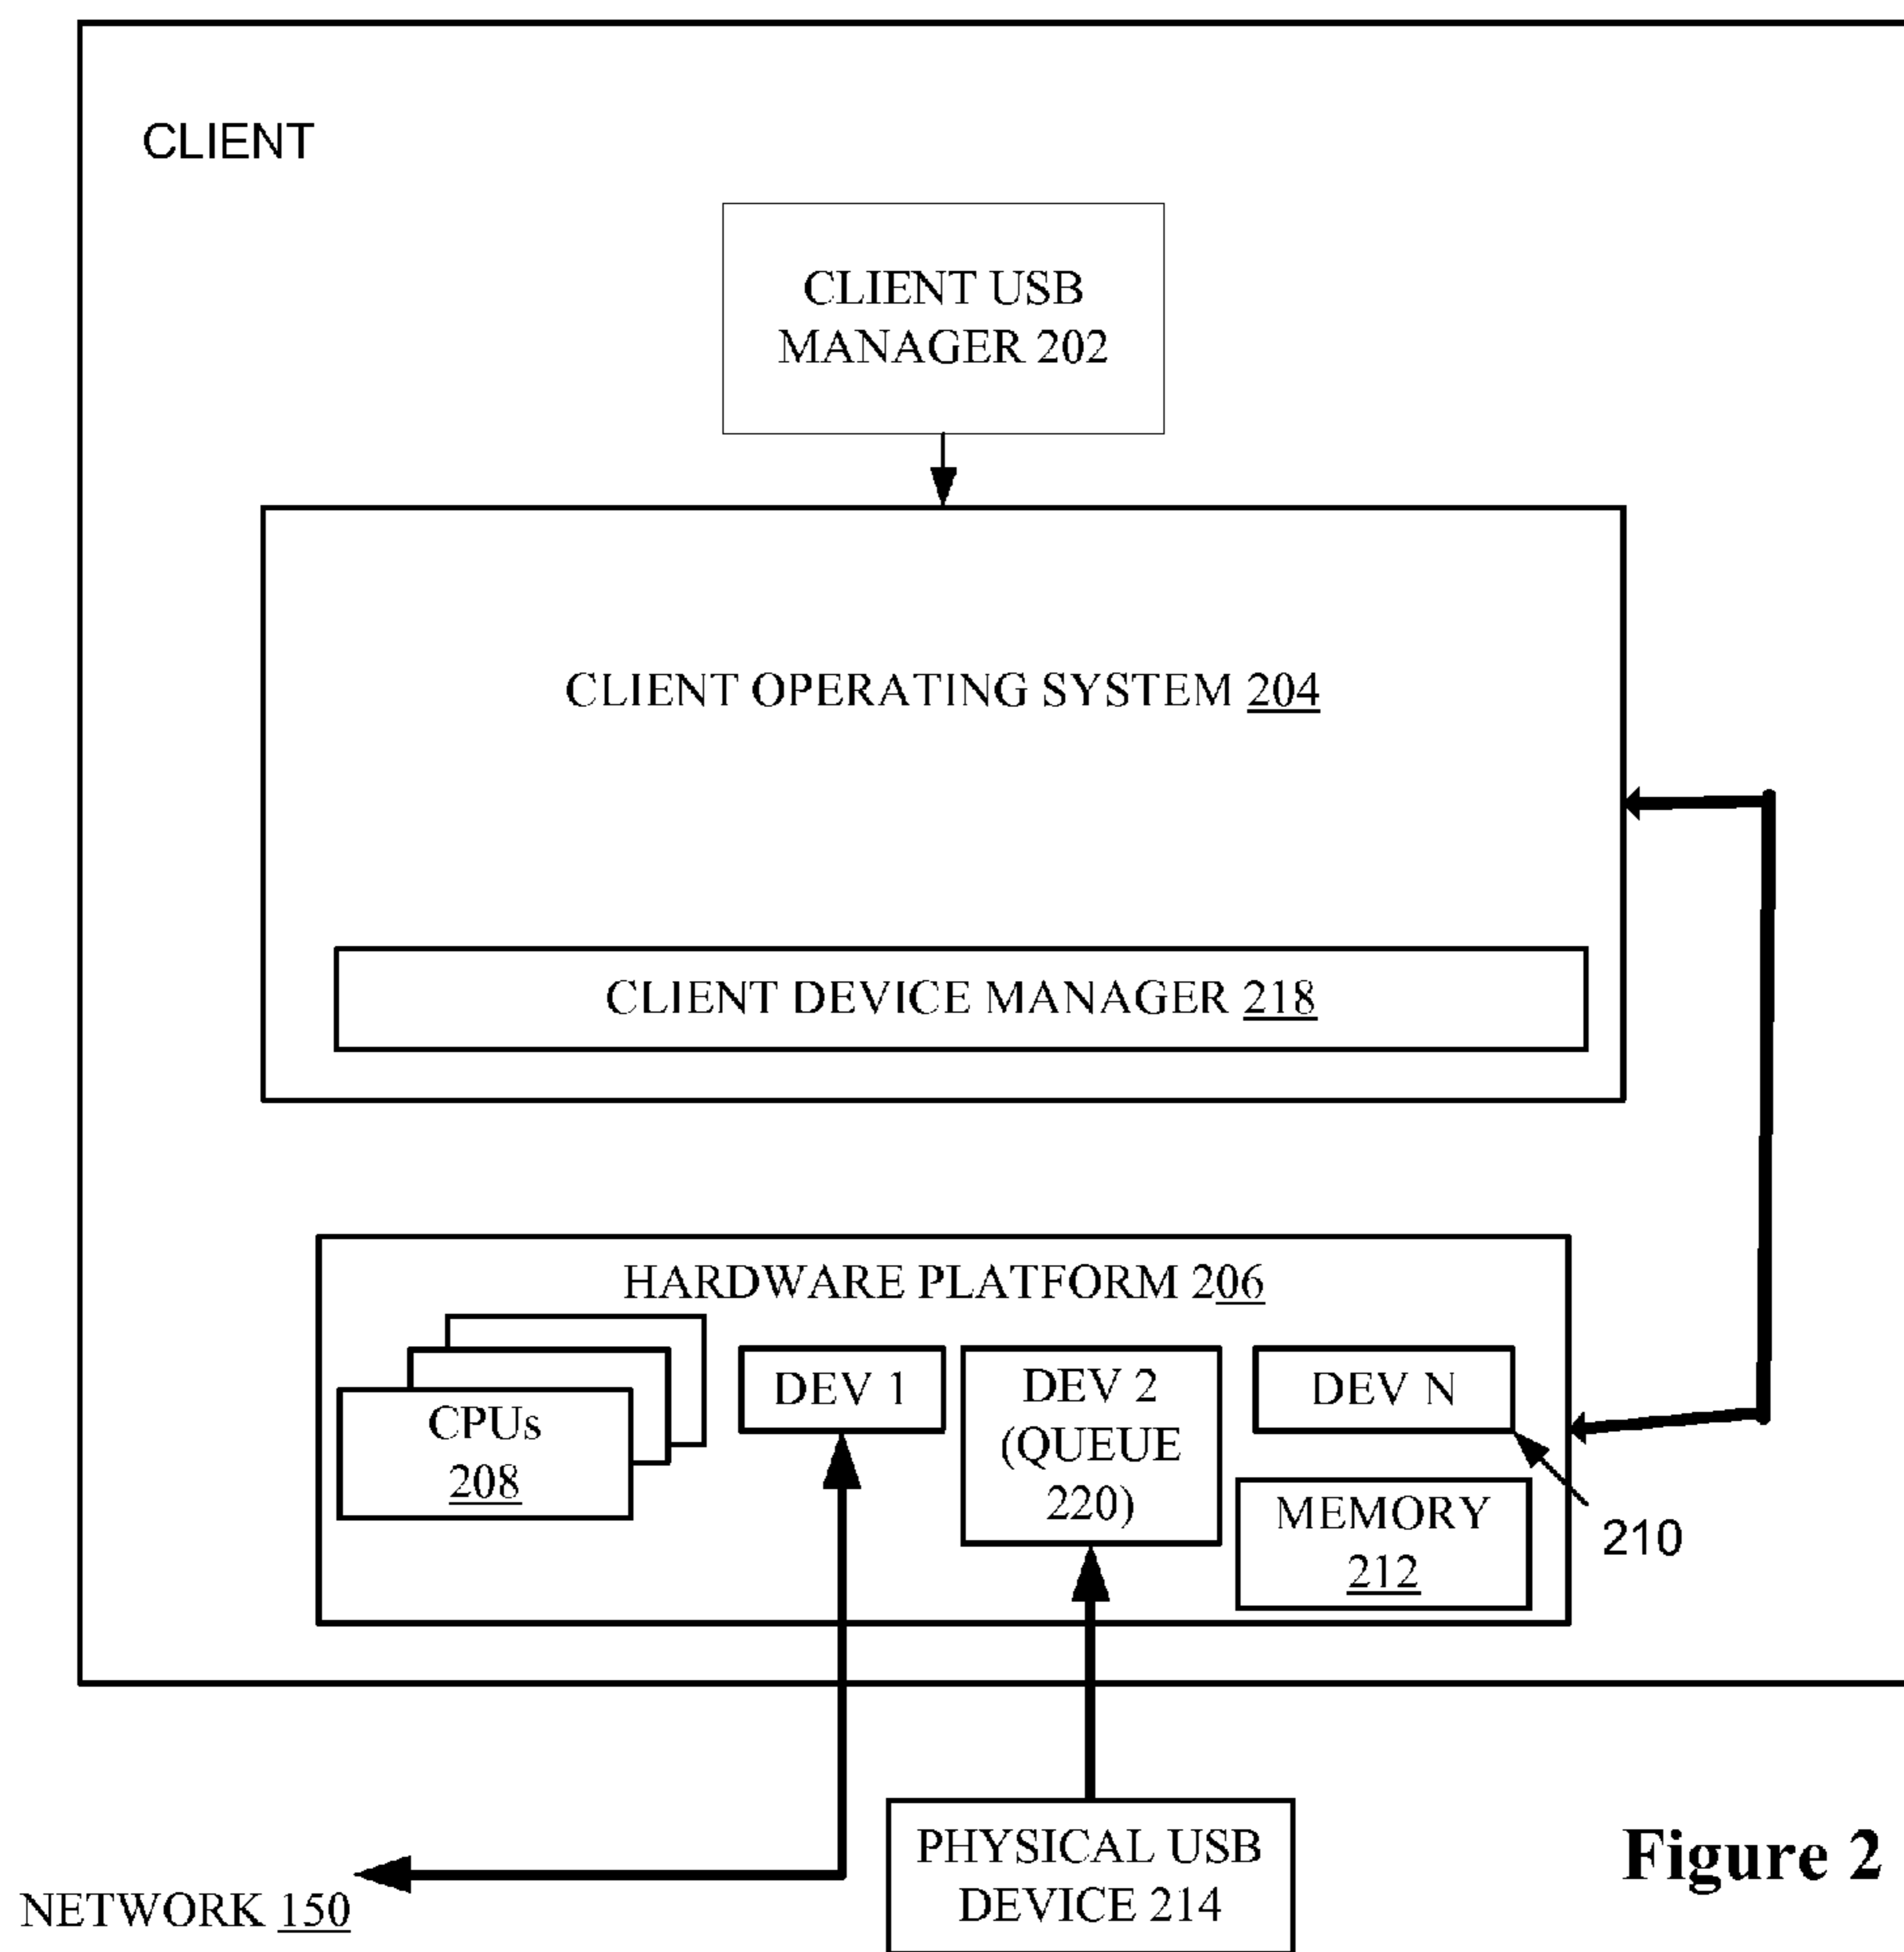 CLIENT
CLIENT USB
MANAGER 202
CLIENT OPERATING SYSTEM 204
CLIENT DEVICE MANAGER 218
HARDWARE PLATFORM 206
CPUs
208
DEV 1
DEV 2
(QUEUE
220)
DEV N
MEMORY
212
210
PHYSICAL USB
DEVICE 214
NETWORK 150
Figure 2